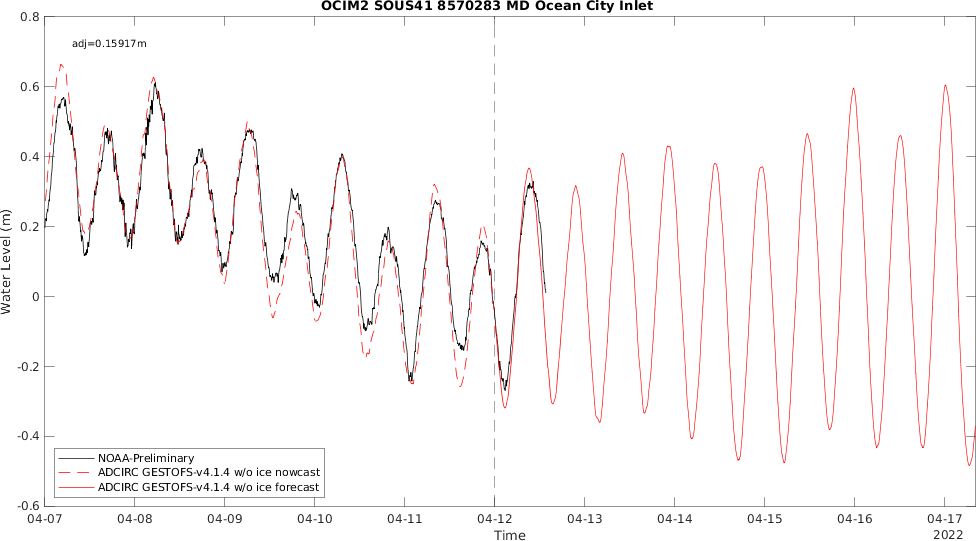 OCIM2 SOUS41 8570283 MD Ocean City Inlet
adj=0.15917m
Water Level (m)
0.8
0.6
0.4
0.2
0
-0.2
-0.4
-0.6
NOAA-Preliminary
ADCIRC GESTOFS-v4.1.4 w/o ice nowcast
ADCIRC GESTOFS-v4.1.4 w/o ice forecast
04-07 04-08 04-09 04-10 04-11 04-12 04-13 04-14 04-15 04-16 04-17
Time
2022